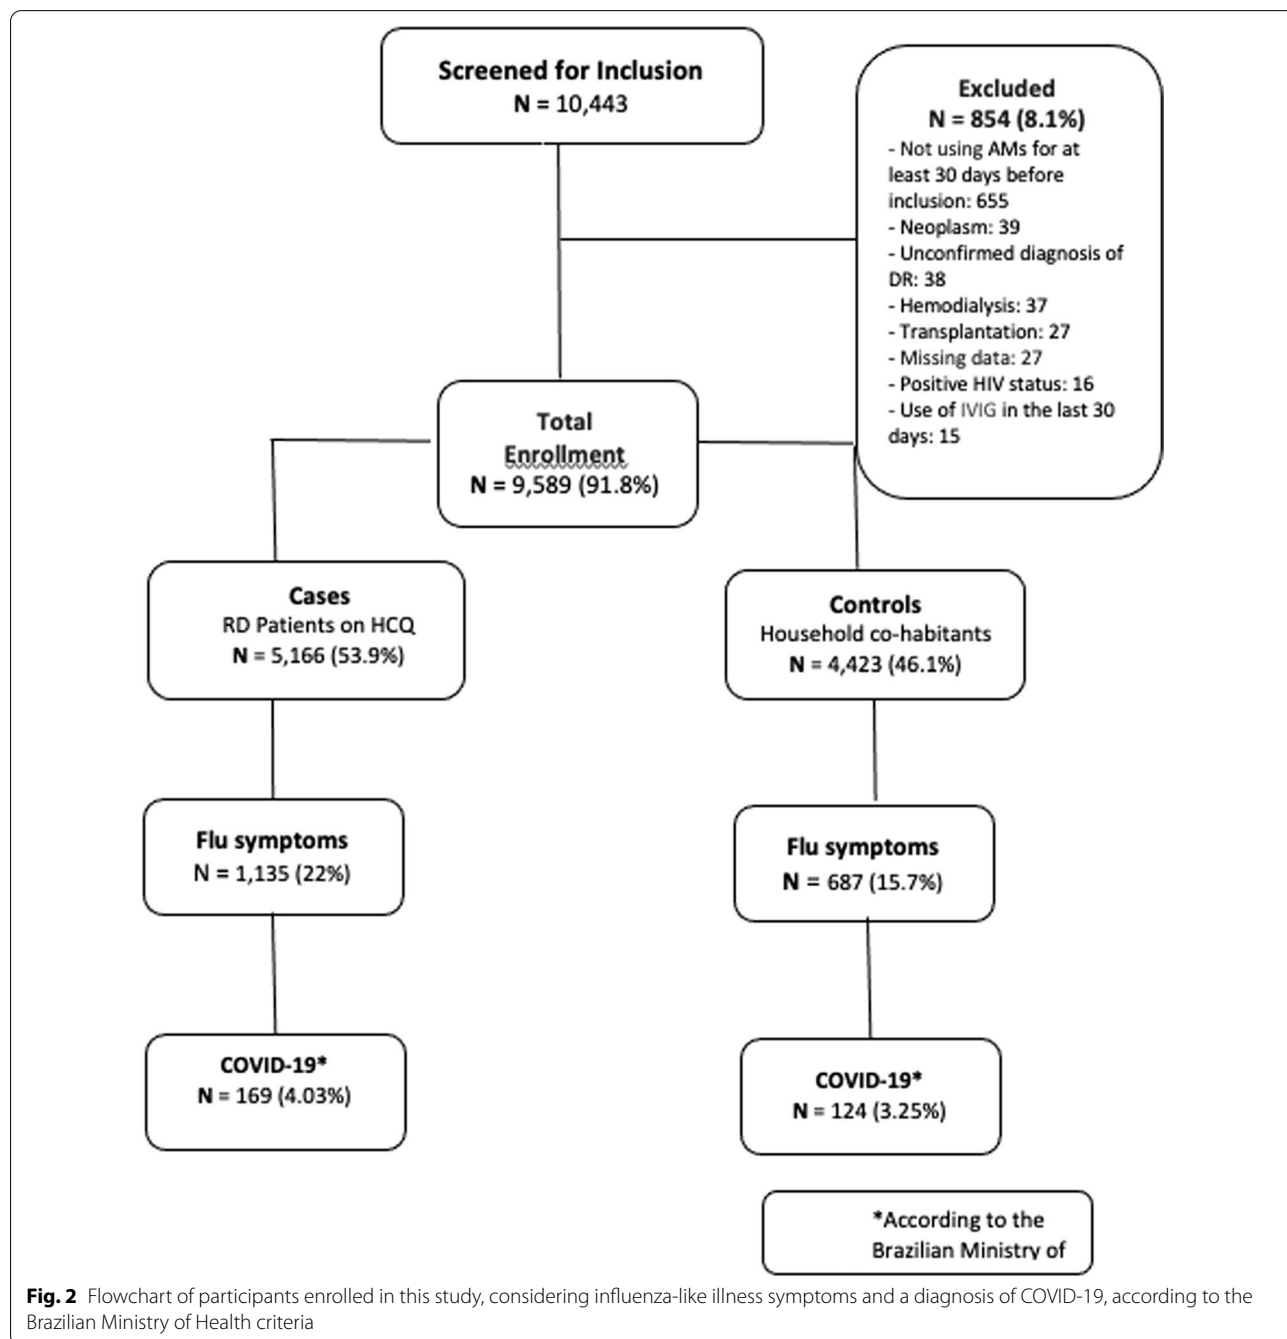 Screened for Inclusion
N = 10,443
Excluded
N = 854 (8.1%)
- Not using AMs for at
least 30 days before
inclusion: 655
- Neoplasm: 39
- Unconfirmed diagnosis of
DR: 38
- Hemodialysis: 37
- Transplantation: 27
- Missing data: 27
- Positive HIV status: 16
- Use of IVIG in the last 30
days: 15
Total
Enrollment
N = 9,589 (91.8%)
Cases
RD Patients on HCQ
N = 5,166 (53.9%)
Controls
Household co-habitants
N = 4,423 (46.1%)
Flu symptoms
N = 1,135 (22%)
Flu symptoms
N = 687 (15.7%)
COVID-19*
N = 169 (4.03%)
COVID-19*
N = 124 (3.25%)
*According to the
Brazilian Ministry of
Fig. 2 Flowchart of participants enrolled in this study, considering influenza-like illness symptoms and a diagnosis of COVID-19, according to the
Brazilian Ministry of Health criteria